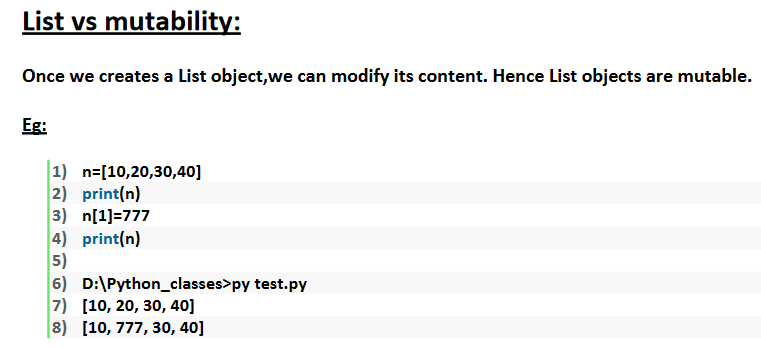 List vs mutability:
Once we creates a List object,we can modify its content. Hence List objects are mutable.
Eg:
1) n=[10,20,30,40]
2) print(n)
3) n[1]=777
4) print(n)
5)
6) D:\Python_classes>py test.py
7) [10, 20, 30, 40]
8) [10, 777, 30, 40]